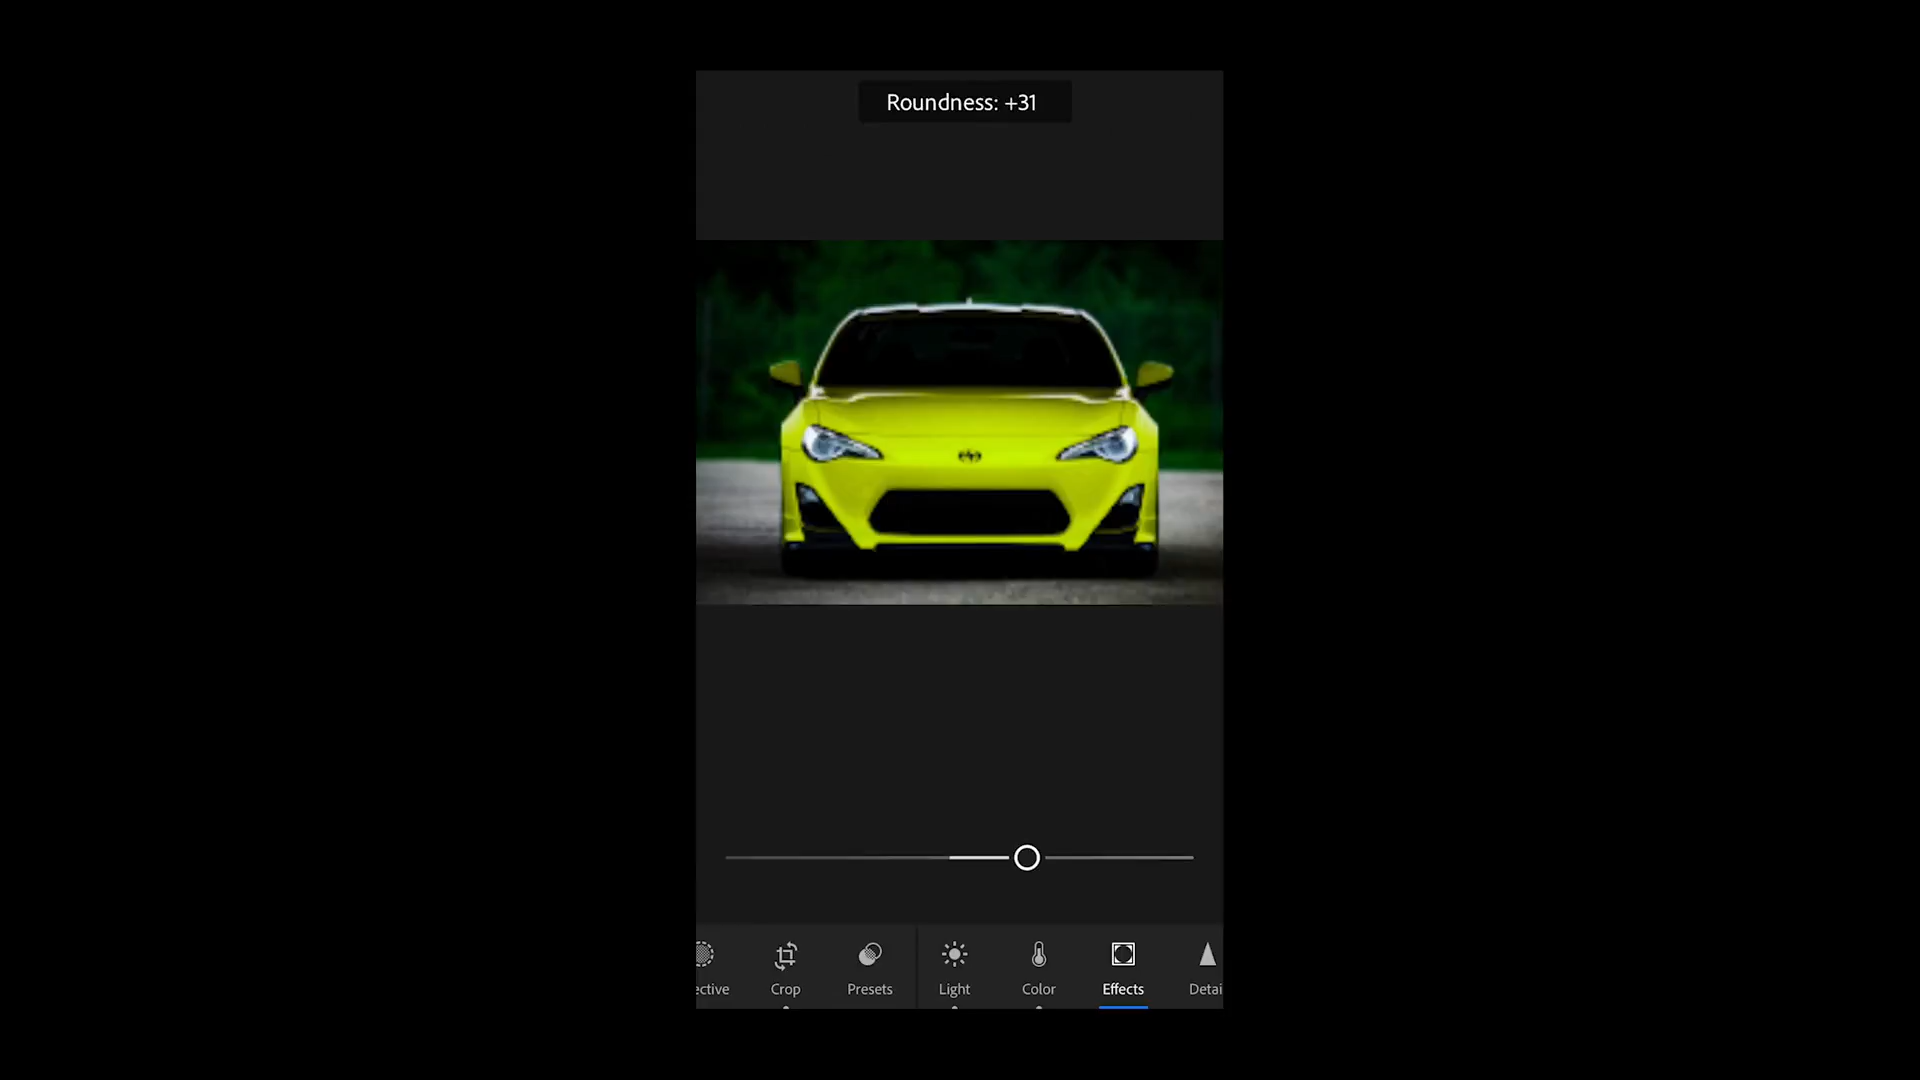 Roundness: +31
ective Crop Presets Light Color Effects Detai